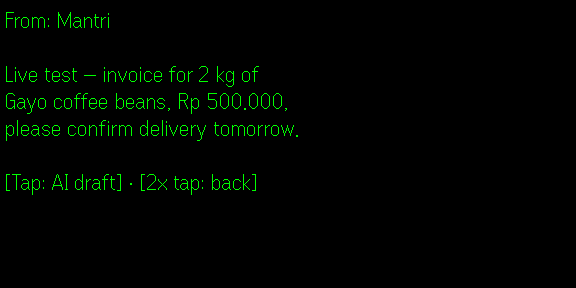 From: Mantri
Live test — invoice for 2 kg of
Gayo coffee beans, Rp 500.000,
please confirm delivery tomorrow.
[Tap: AI draft] · [2x tap: back]